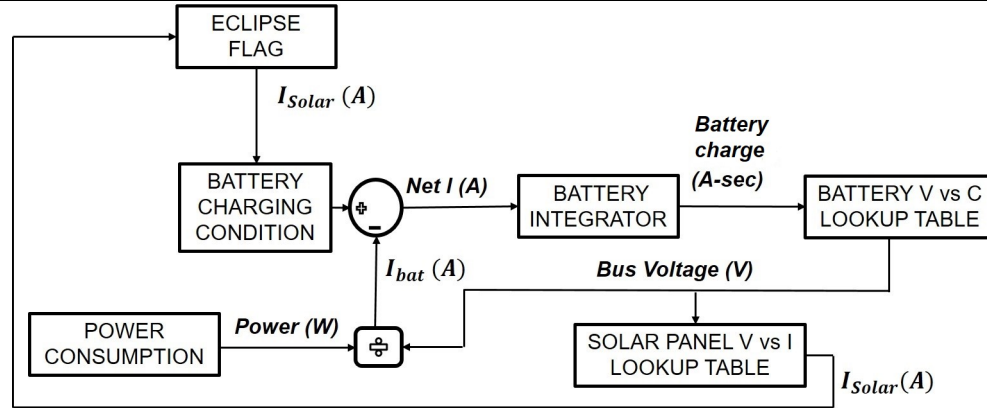 ECLIPSE
FLAG
I_Solar (A)
Battery
charge
(A-sec)
BATTERY
CHARGING
CONDITION
+
−
Net I (A)
BATTERY
INTEGRATOR
BATTERY V vs C
LOOKUP TABLE
I_bat (A)
Bus Voltage (V)
POWER
CONSUMPTION
Power (W)
÷
SOLAR PANEL V vs I
LOOKUP TABLE
I_Solar(A)